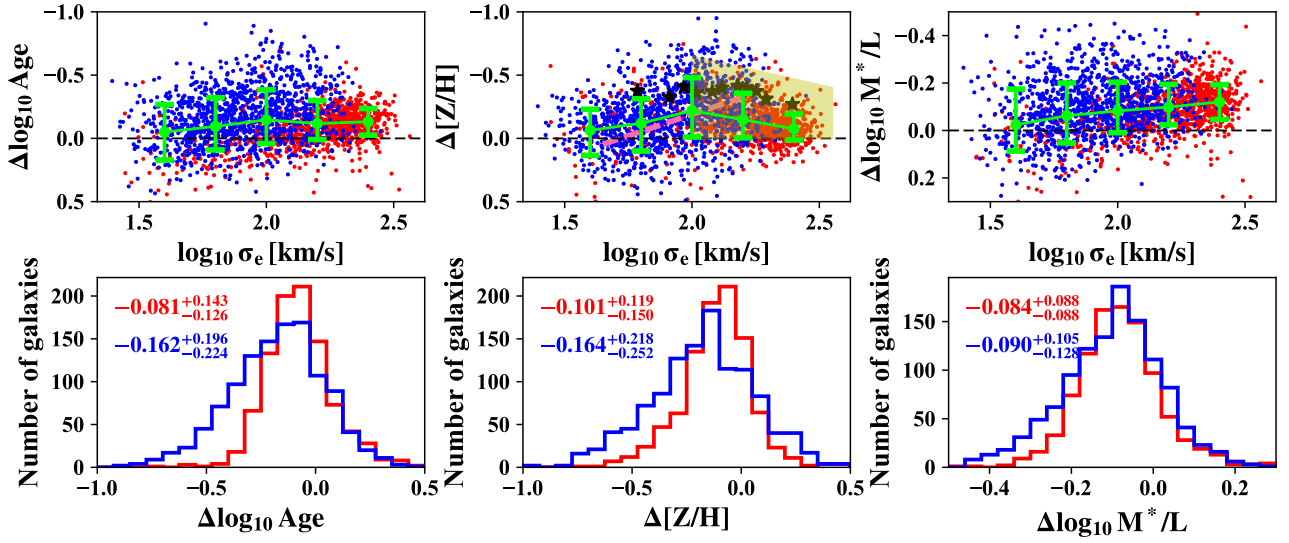 Δlog₁₀ Age
−1.0
−0.5
0.0
0.5
1.5
2.0
2.5
log₁₀ σₑ [km/s]
Δ[Z/H]
−1.0
−0.5
0.0
0.5
1.5
2.0
2.5
log₁₀ σₑ [km/s]
Δlog₁₀ M*/L
−0.4
−0.2
0.0
0.2
1.5
2.0
2.5
log₁₀ σₑ [km/s]
Number of galaxies
200
150
100
50
0
−0.081 +0.143 −0.126
−0.162 +0.196 −0.224
−1.0
−0.5
0.0
0.5
Δlog₁₀ Age
Number of galaxies
200
150
100
50
0
−0.101 +0.119 −0.150
−0.164 +0.218 −0.252
−1.0
−0.5
0.0
0.5
Δ[Z/H]
Number of galaxies
150
100
50
0
−0.084 +0.088 −0.088
−0.090 +0.105 −0.128
−0.4
−0.2
0.0
0.2
Δlog₁₀ M*/L